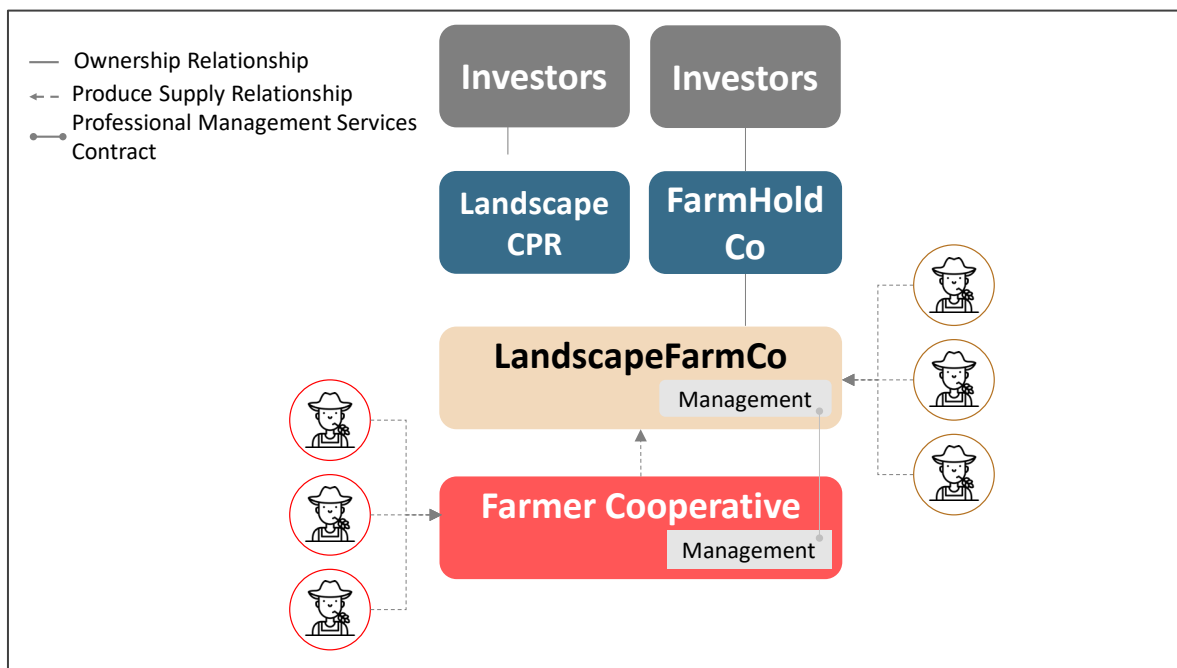 Ownership Relationship
Produce Supply Relationship
Professional Management Services
Contract
Investors
Investors
Landscape
CPR
FarmHold
Co
LandscapeFarmCo
Management
Farmer Cooperative
Management